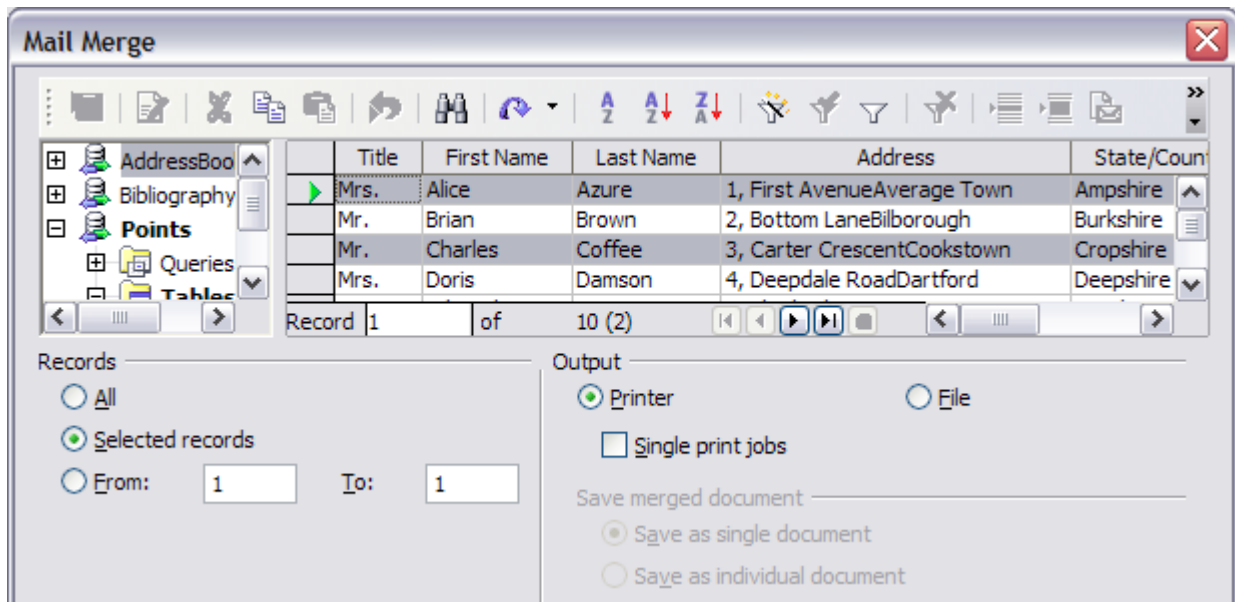 Mail Merge
AddressBoo
Bibliography
Points
Queries
Tables
Title First Name Last Name Address State/Coun
Mrs. Alice Azure 1, First AvenueAverage Town Ampshire
Mr. Brian Brown 2, Bottom LaneBilborough Burkshire
Mr. Charles Coffee 3, Carter CrescentCookstown Cropshire
Mrs. Doris Damson 4, Deepdale RoadDartford Deepshire
Record 1 of 10 (2)
Records
All
Selected records
From: 1 To: 1
Output
Printer File
Single print jobs
Save merged document
Save as single document
Save as individual document